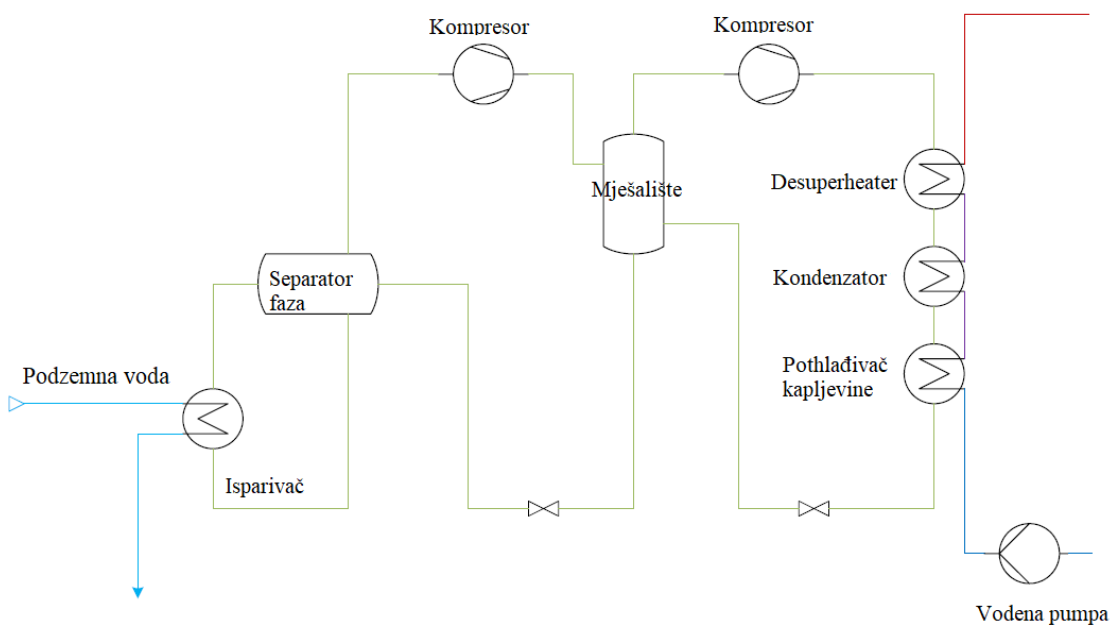 Kompresor
Kompresor
Mješalište
Desuperheater
Separator
faza
Kondenzator
Pothlađivač
kapljevine
Podzemna voda
Isparivač
Vodena pumpa